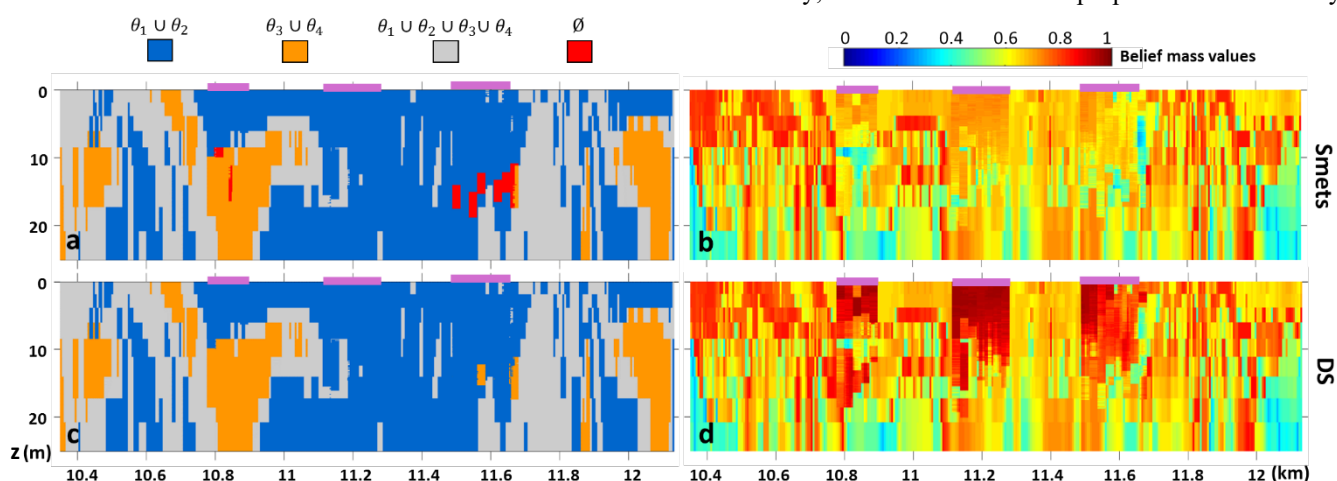 y, prop y
θ₁ ∪ θ₂ θ₃ ∪ θ₄ θ₁ ∪ θ₂ ∪ θ₃∪ θ₄ Ø
0 0.2 0.4 0.6 0.8 1
Belief mass values
0
10
20
a
b
Smets
0
10
20
c
d
DS
z (m)
10.4 10.6 10.8 11 11.2 11.4 11.6 11.8 12
10.4 10.6 10.8 11 11.2 11.4 11.6 11.8 12 (km)